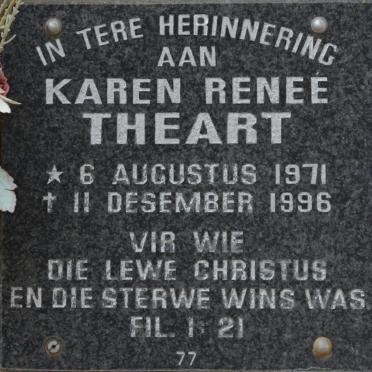 IN TERE HERINNERING
AAN
KAREN RENEE
THEART
★ 6 AUGUSTUS 1971
† 11 DESEMBER 1996
VIR WIE
DIE LEWE CHRISTUS
EN DIE STERWE WINS WAS.
FIL. 1: 21
77